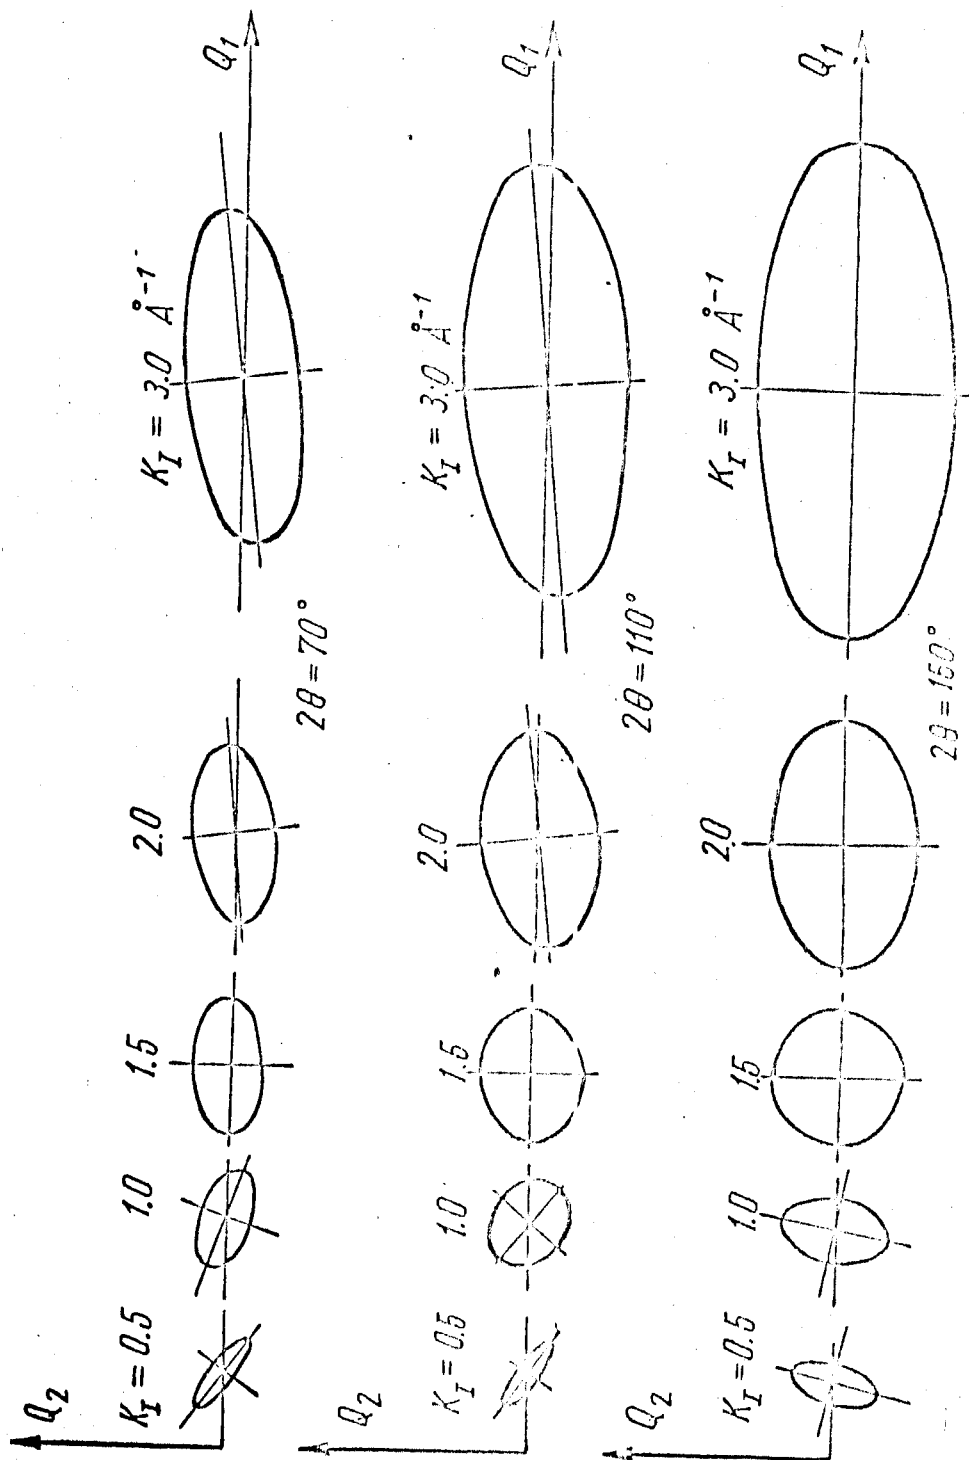 Q₂
K_I = 0.5
1.0
1.5
2.0
K_I = 3.0 Å⁻¹
Q₁
2θ = 70°
Q₂
K_I = 0.5
1.0
1.5
2.0
K_I = 3.0 Å⁻¹
Q₁
2θ = 110°
Q₂
K_I = 0.5
1.0
1.5
2.0
K_I = 3.0 Å⁻¹
Q₁
2θ = 150°